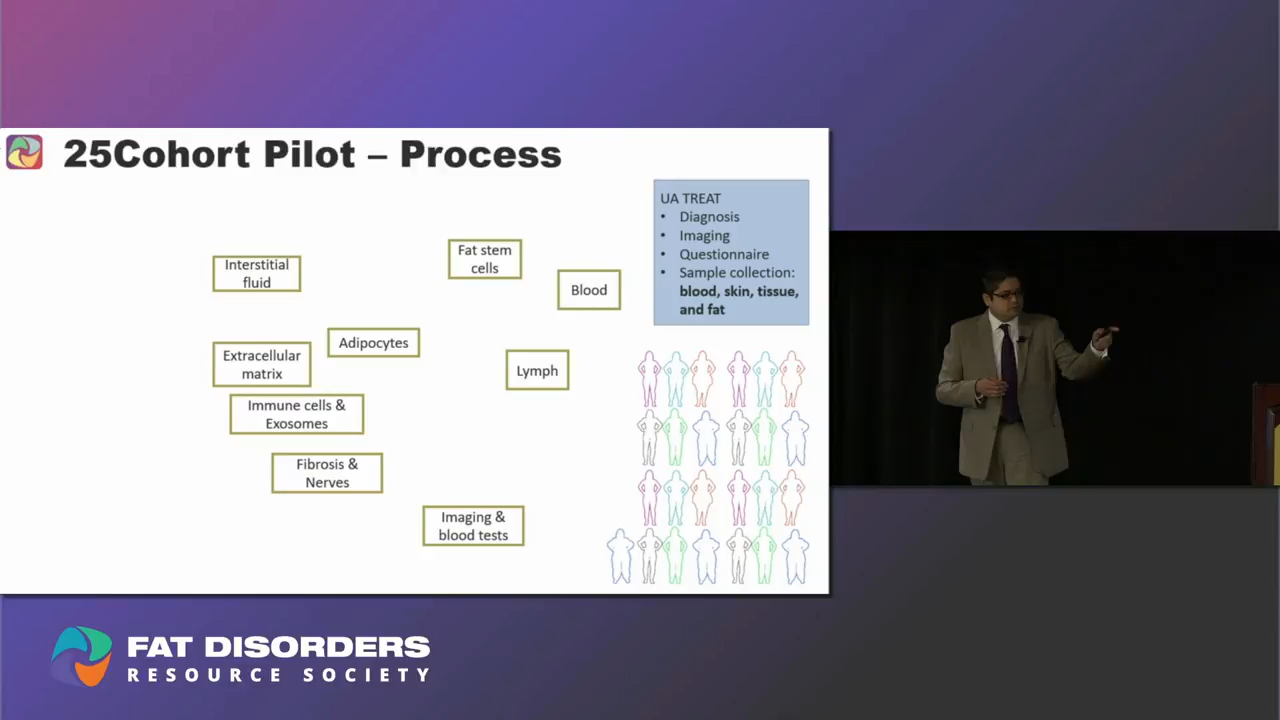 25Cohort Pilot – Process
UA TREAT
• Diagnosis
• Imaging
• Questionnaire
• Sample collection:
blood, skin, tissue,
and fat
Fat stem
cells
Interstitial
fluid
Blood
Adipocytes
Extracellular
matrix
Lymph
Immune cells &
Exosomes
Fibrosis &
Nerves
Imaging &
blood tests
FAT DISORDERS
RESOURCE SOCIETY